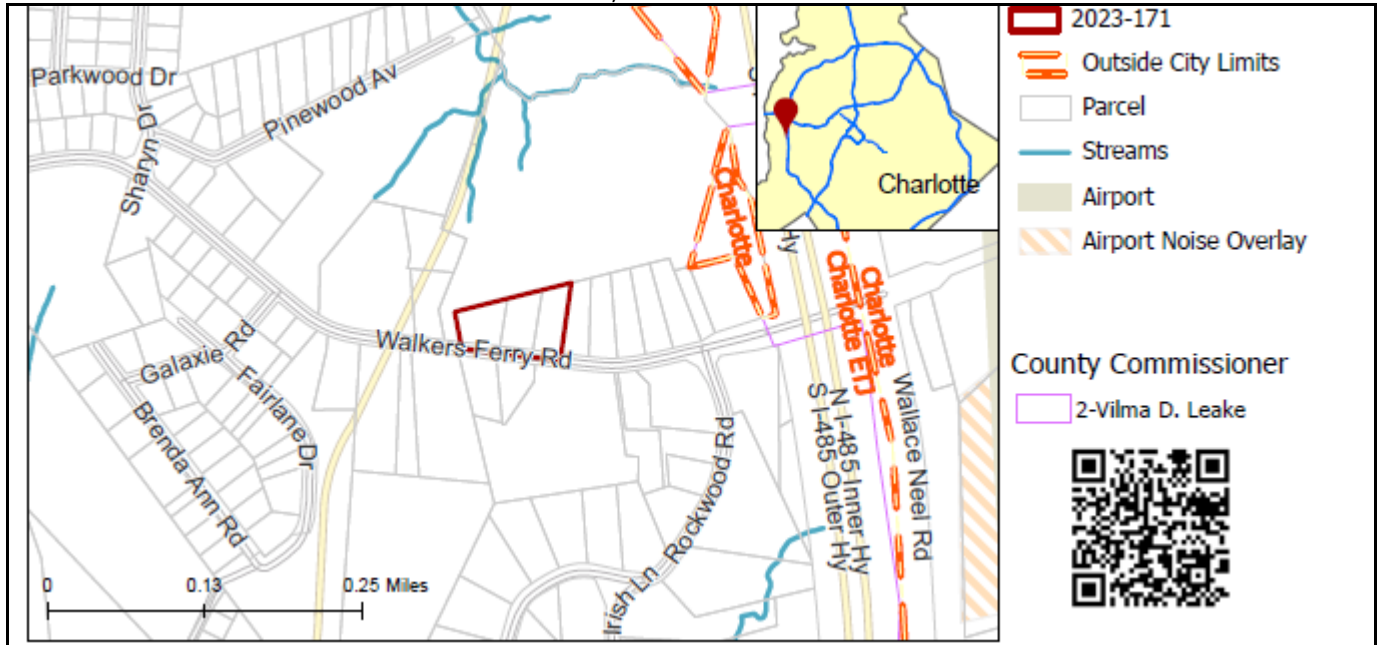 Parkwood Dr
Pinewood Av
Sharyn Dr
Charlotte
Hy
Charlotte
Charlotte
Charlotte ETJ
Walkers Ferry Rd
Galaxie Rd
Fairlane Dr
Brenda Ann Rd
S I-485 Outer Hy
N I-485 Inner Hy
Wallace Neel Rd
Rockwood Rd
Irish Ln
0
0.13
0.25 Miles
2023-171
Outside City Limits
Parcel
Streams
Airport
Airport Noise Overlay
County Commissioner
2-Vilma D. Leake